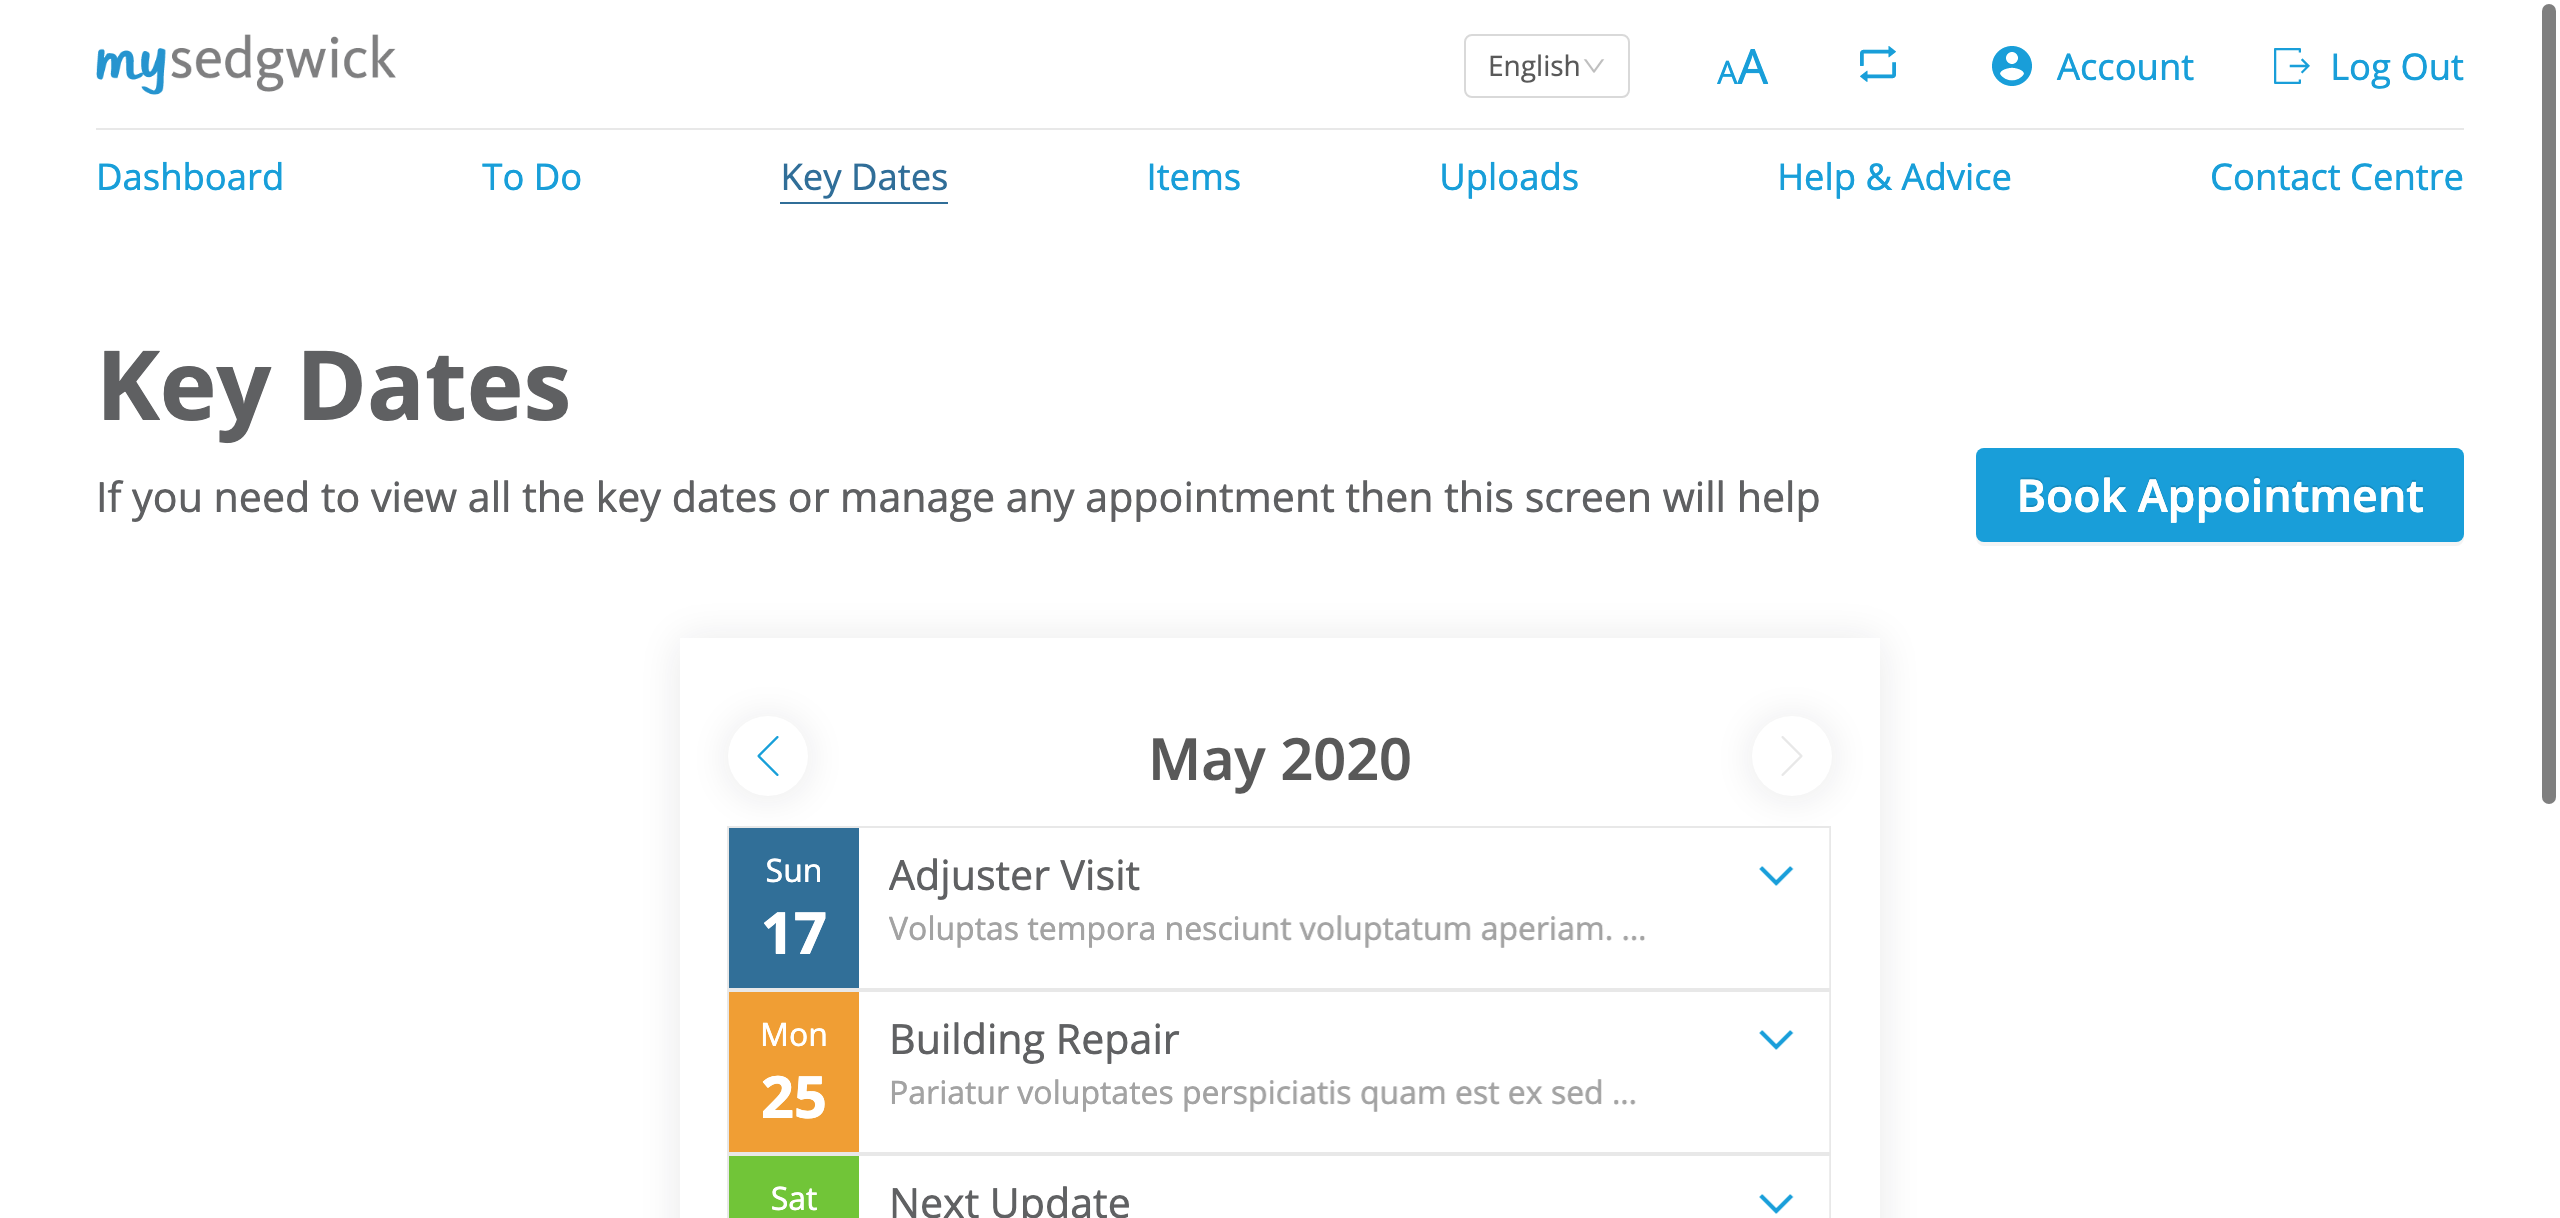 mysedgwick
English
AA
Account
Log Out
Dashboard
To Do
Key Dates
Items
Uploads
Help & Advice
Contact Centre
Key Dates
If you need to view all the key dates or manage any appointment then this screen will help
Book Appointment
May 2020
Sun
17
Adjuster Visit
Voluptas tempora nesciunt voluptatum aperiam. ...
Mon
25
Building Repair
Pariatur voluptates perspiciatis quam est ex sed ...
Sat
Next Update